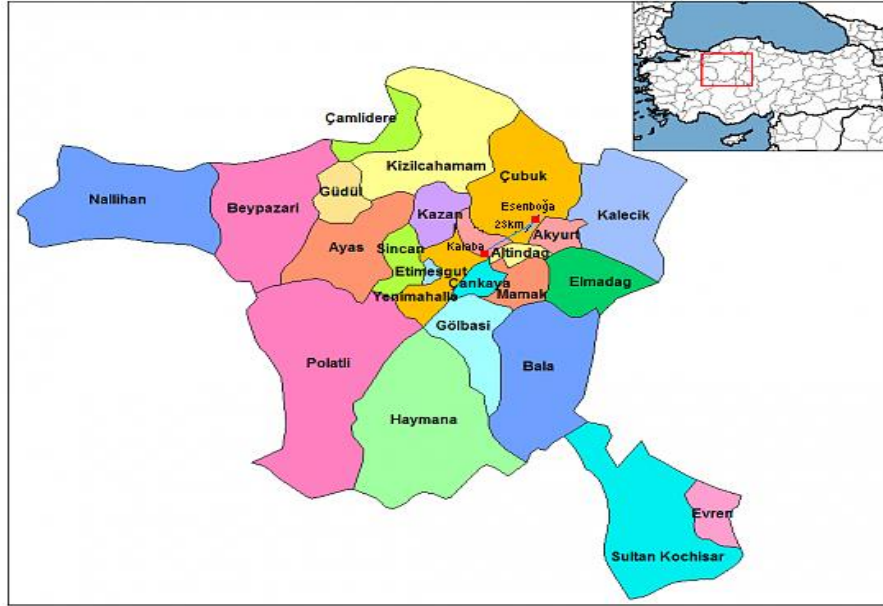 Çamlidere
Kizilcahamam
Çubuk
Nallihan
Beypazari
Güdül
Kazan
Esenboğa
23km
Kalecik
Ayas
Sincan
Kalaba
Akyurt
Altindag
Etimesgut
Çankaya
Elmadag
Yenimahalle
Mamak
Gölbasi
Polatli
Bala
Haymana
Evren
Sultan Kochisar